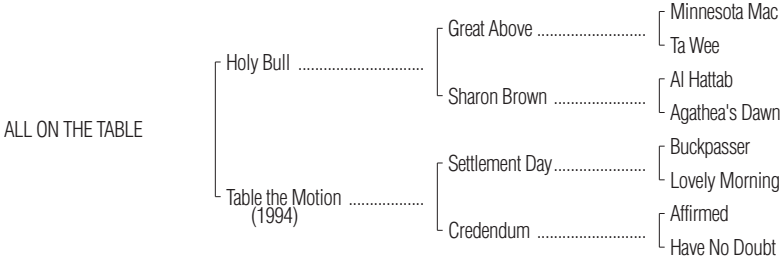 Minnesota Mac
Great Above ..........................
Ta Wee
Holy Bull ..............................
Al Hattab
Sharon Brown ......................
Agathea's Dawn
ALL ON THE TABLE
Buckpasser
Settlement Day......................
Lovely Morning
Table the Motion ..................
(1994)
Affirmed
Credendum ..........................
Have No Doubt